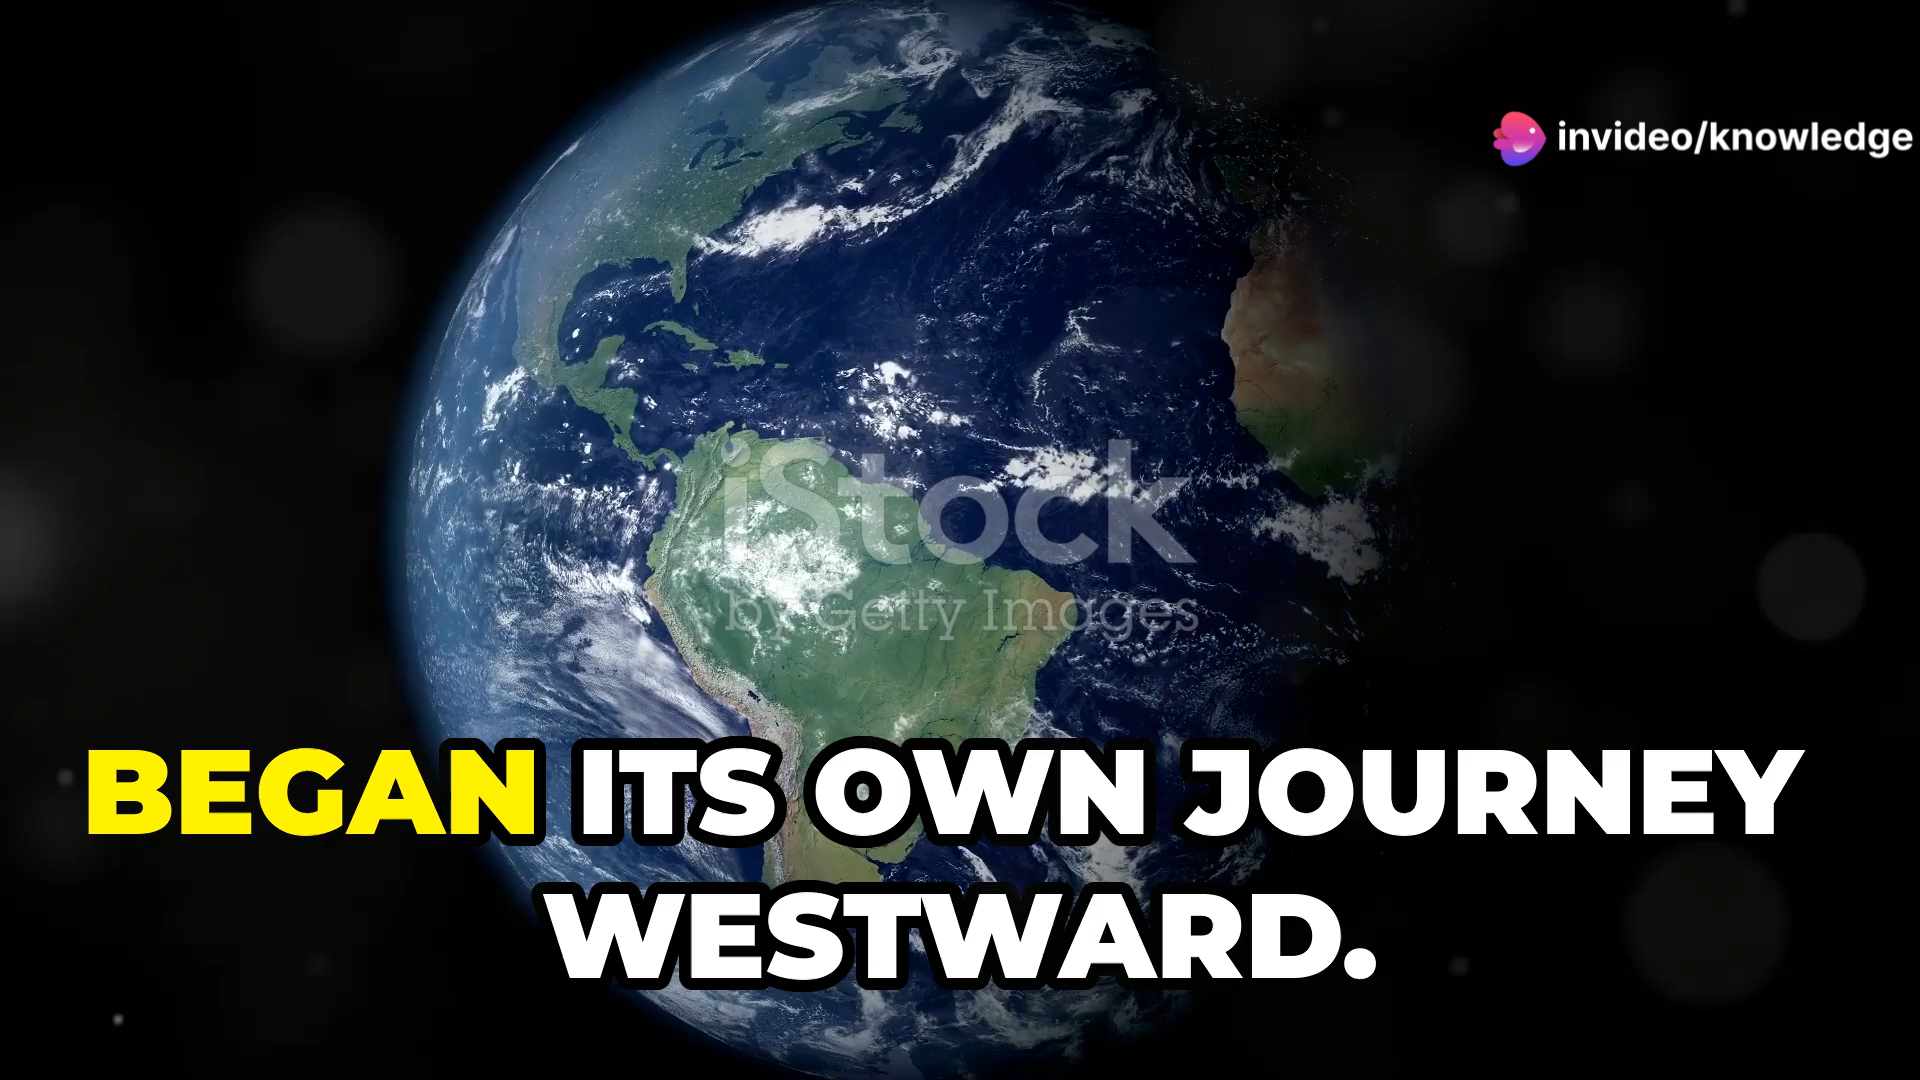 invideo/knowledge
iStock
by Getty Images
BEGAN ITS OWN JOURNEY
WESTWARD.